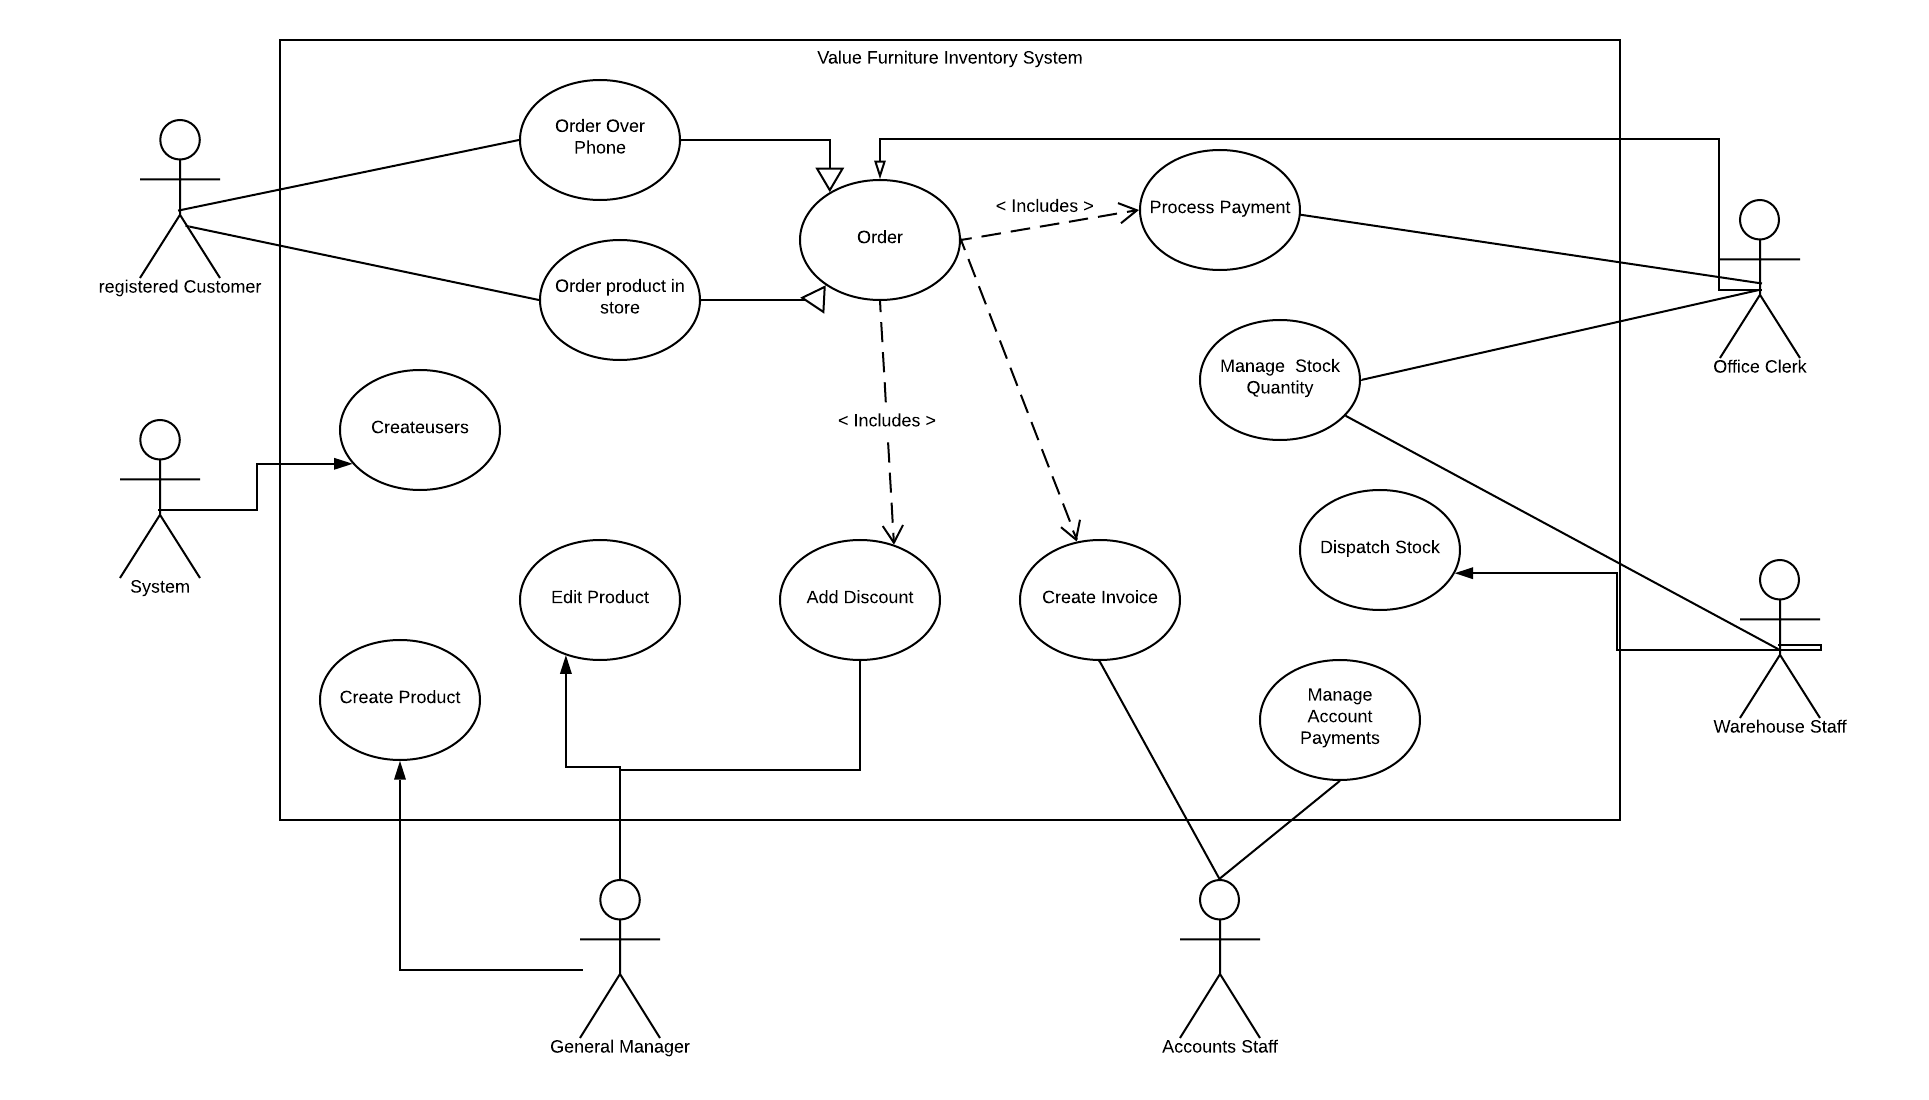 Value Furniture Inventory System
Order Over
Phone
< Includes >
Process Payment
Order
registered Customer
Order product in
store
Manage  Stock
Quantity
Office Clerk
< Includes >
Createusers
Dispatch Stock
System
Edit Product
Add Discount
Create Invoice
Create Product
Manage
Account
Payments
Warehouse Staff
General Manager
Accounts Staff